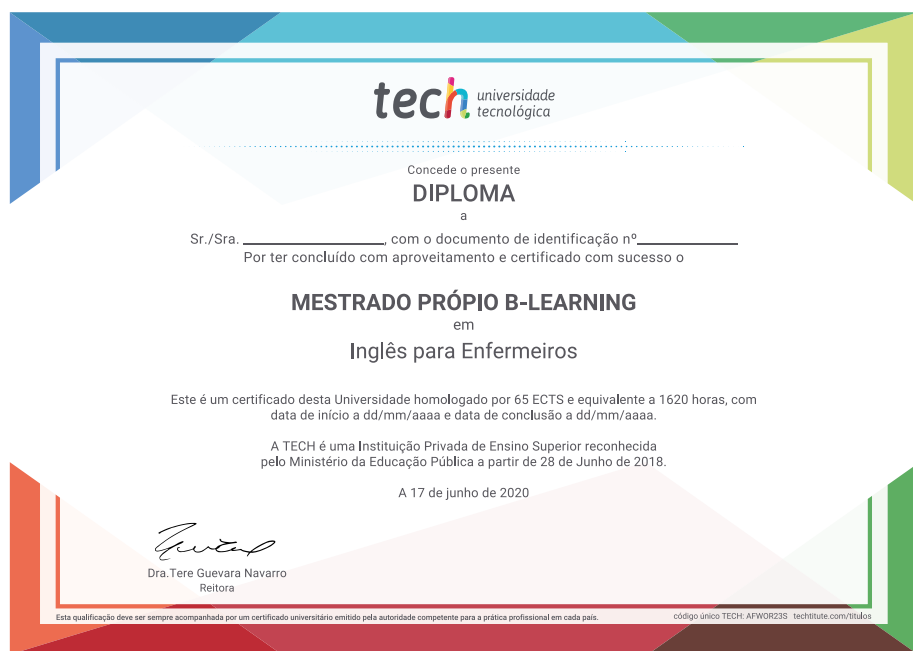 tech universidade
tecnológica
Concede o presente
DIPLOMA
a
Sr./Sra. ________________, com o documento de identificação nº____________
Por ter concluído com aproveitamento e certificado com sucesso o
MESTRADO PRÓPIO B-LEARNING
em
Inglês para Enfermeiros
Este é um certificado desta Universidade homologado por 65 ECTS e equivalente a 1620 horas, com
data de início a dd/mm/aaaa e data de conclusão a dd/mm/aaaa.
A TECH é uma Instituição Privada de Ensino Superior reconhecida
pelo Ministério da Educação Pública a partir de 28 de Junho de 2018.
A 17 de junho de 2020
Dra.Tere Guevara Navarro
Reitora
Esta qualificação deve ser sempre acompanhada por um certificado universitário emitido pela autoridade competente para a prática profissional em cada país.
código único TECH: AFWOR23S techtitute.com/titulos